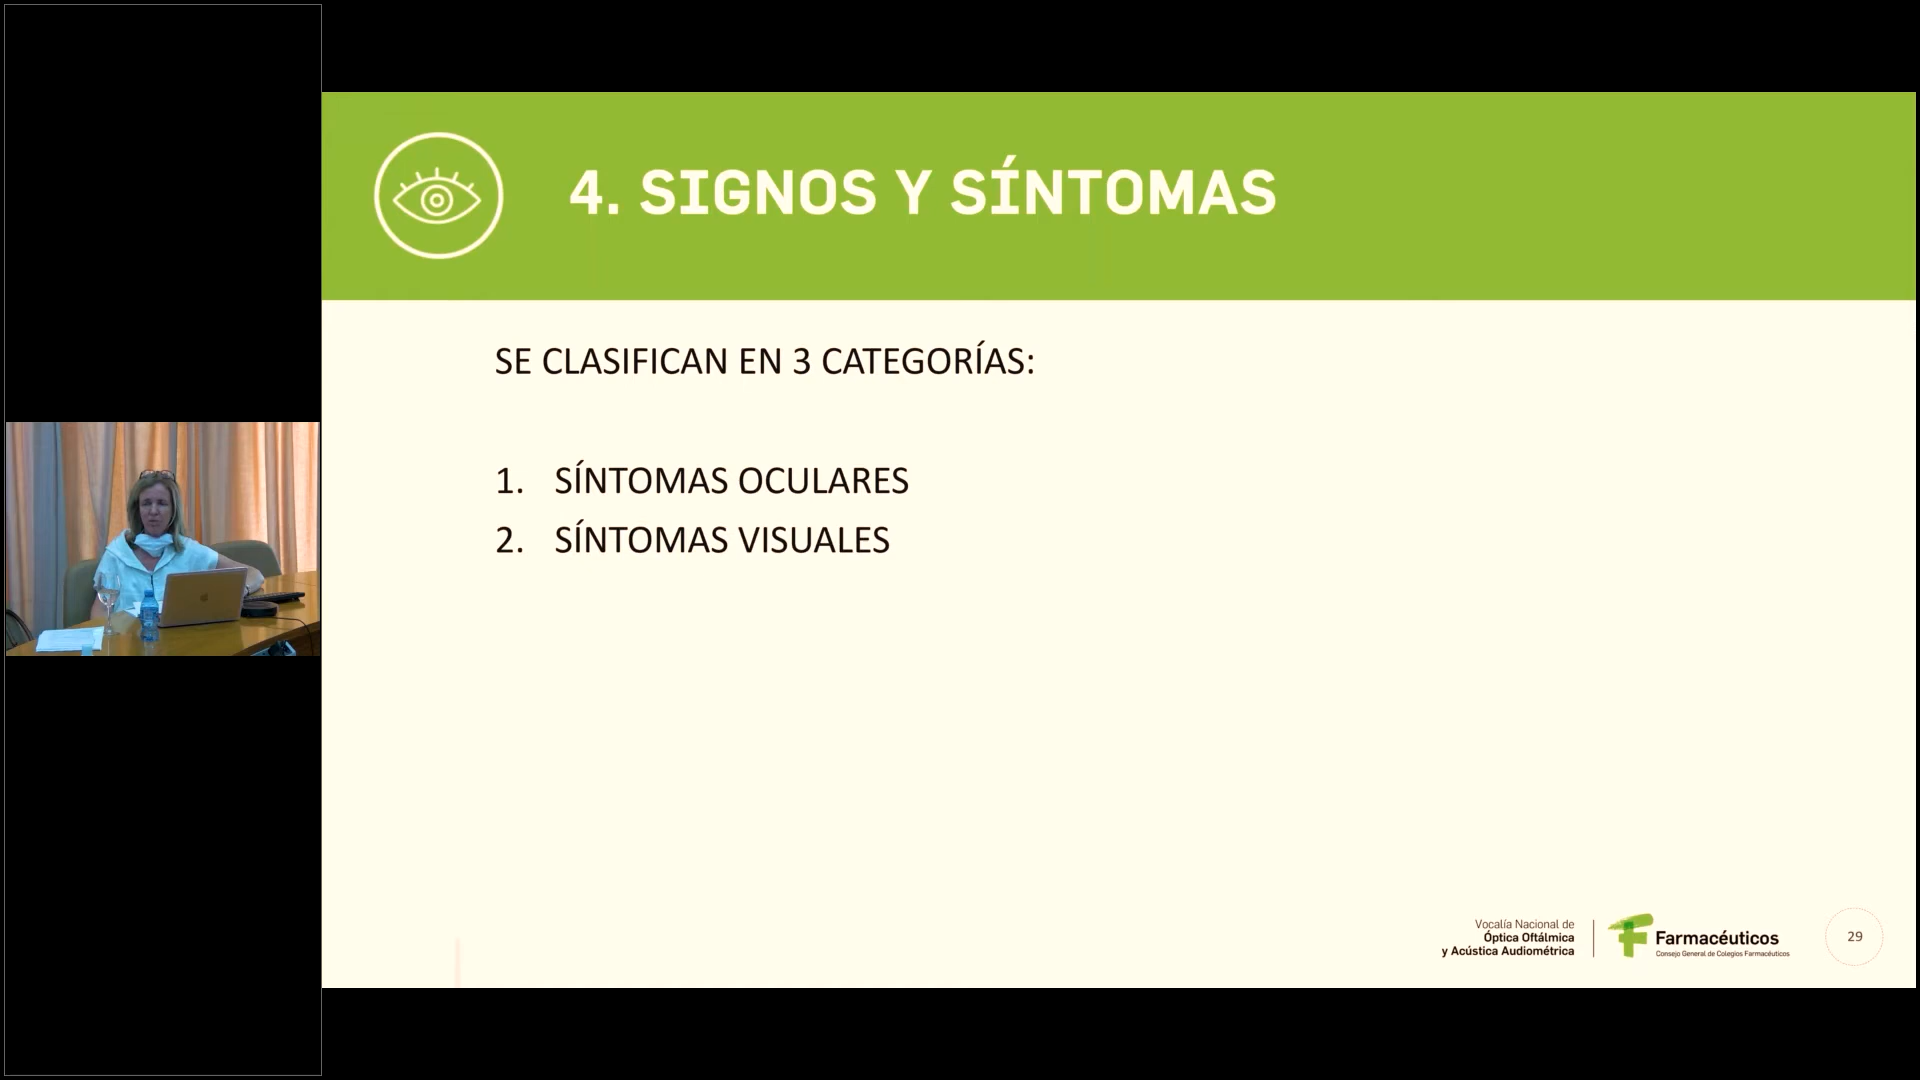 4. SIGNOS Y SÍNTOMAS
SE CLASIFICAN EN 3 CATEGORÍAS:
1. SÍNTOMAS OCULARES
2. SÍNTOMAS VISUALES
Vocalía Nacional de
Óptica Oftálmica
y Acústica Audiométrica
Farmacéuticos
Consejo General de Colegios Farmacéuticos
29